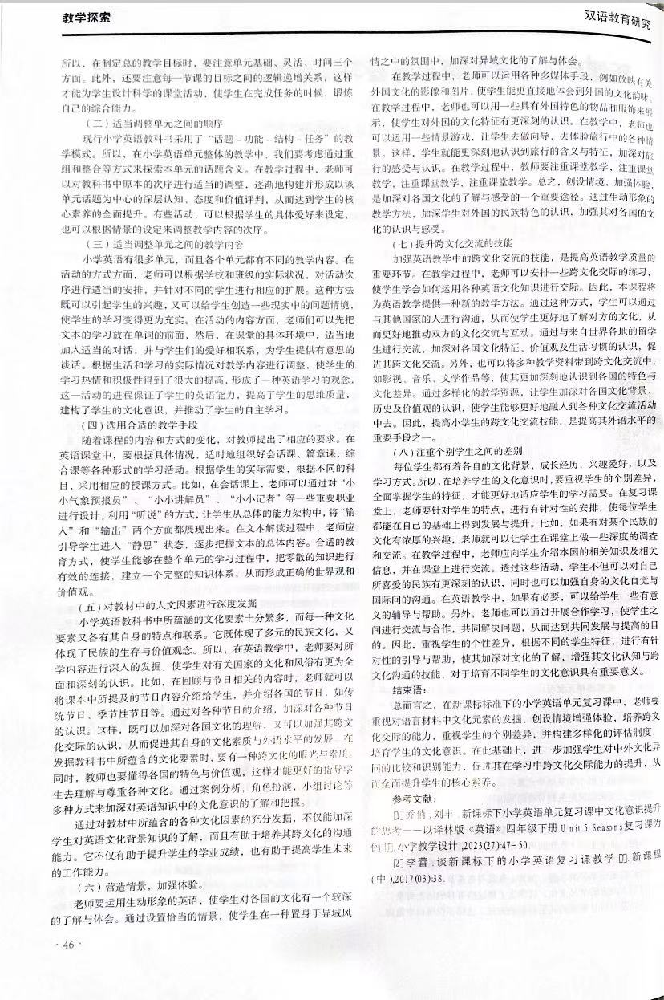 教学探索
双语教育研究
所以，在制定总的教学目标时，要注意单元基础、灵活、时间三个
方面。此外，还要注意每一节课的目标之间的逻辑递增关系，这样
才能为学生设计科学的课堂活动，使学生在完成任务的时候，锻炼
自己的综合能力。
（二）适当调整单元之间的顺序
现行小学英语教科书采用了“话题–功能–结构–任务”的教
学模式。所以，在小学英语单元整体的教学中，我们要考虑通过重
组和整合等方式来探索本单元的话题含义。在教学过程中，老师可
以对教科书中原本的次序进行适当的调整，逐渐地构建并形成以该
单元话题为中心的深层认知、态度和价值评判，从而达到学生的核
心素养的全面提升。有些活动，可以根据学生的具体爱好来设定，
也可以根据情景的设定来调整教学内容的次序。
（三）适当调整单元之间的教学内容
小学英语有很多单元，而且各个单元都有不同的教学内容。在
活动的方式方面，老师可以根据学校和班级的实际状况，对活动次
序进行适当的安排，并针对不同的学生进行相应的扩展。这种方法
既可以引起学生的兴趣，又可以给学生创造一些现实中的问题情境，
使学生的学习变得更为充实。在活动的内容方面，老师们可以先把
文本的学习放在单词的前面，然后，在课堂的具体环境中，适当地
加入适当的对话，并与学生们的爱好相联系，为学生提供有意思的
谈话。根据生活和学习的实际情况对教学内容进行调整，使学生的
学习热情和积极性得到了很大的提高，形成了一种英语学习的观念，
这一活动的进程保证了学生的英语能力，提高了学生的思维质量，
建构了学生的文化意识，并推动了学生的自主学习。
（四）选用合适的教学手段
随着课程的内容和方式的变化，对教师提出了相应的要求。在
英语课堂中，要根据具体情况，适时地组织好会话课、篇章课、综
合课等各种形式的学习活动。根据学生的实际需要，根据不同的科
目，采用相应的授课方式。比如，在会话课上，老师可以通过对“小
小气象预报员”、“小小讲解员”、“小小记者”等一些重要职业
进行设计，利用“听说”的方式，让学生从总体的能力架构中，将“输
入”和“输出”两个方面都展现出来。在文本解读过程中，老师应
引导学生进入“静思”状态，逐步把握文本的总体内容。合适的教
育方式，使学生能够在整个单元的学习过程中，把零散的知识进行
有效的连接，建立一个完整的知识体系，从而形成正确的世界观和
价值观。
（五）对教材中的人文因素进行深度发掘
小学英语教科书中所蕴涵的文化要素十分繁多，而每一种文化
要素又各有其自身的特点和联系。它既体现了多元的民族文化，又
体现了民族的生存与价值观念。所以，在英语教学中，老师要对所
学内容进行深入的发掘，使学生对有关国家的文化和风俗有更为全
面和深刻的认识。比如，在回顾与节日相关的内容时，老师就可以
将课本中所提及的节日内容介绍给学生，并介绍各国的节日，如传
统节日、季节性节日等。通过对各种节日的介绍，加深对各种节日
的认识。这样，既可以加深对各国文化的理解，又可以加强其跨文
化交际的认识，从而促进其自身的文化素质与外语水平的发展。在
发掘教科书中所蕴含的文化要素时，要有一种跨文化的眼光与素质。
同时，教师也要懂得各国的特色与价值观，这样才能更好的指导学
生去理解与尊重各种文化。通过案例分析，角色扮演，小组讨论等
多种方式来加深对英语知识中的文化意识的了解和把握。
通过对教材中所蕴含的各种文化因素的充分发掘，不仅能加深
学生对英语文化背景知识的了解，而且有助于培养其跨文化的沟通
能力。它不仅有助于提升学生的学业成绩，也有助于提高学生未来
的工作能力。
（六）营造情景，加强体验。
老师要运用生动形象的英语，使学生对各国的文化有一个较深
的了解与体会。通过设置恰当的情景，使学生在一种置身于异域风
情之中的氛围中，加深对异域文化的了解与体会。
在教学过程中，老师可以运用各种多媒体手段，例如放映有关
外国文化的影像和图片，使学生能更直接地体会到外国的文化韵味。
在教学过程中，老师也可以用一些具有外国特色的物品和服饰来展
示，使学生对外国的文化特征有更深刻的认识。在教学中，老师也
可以运用一些情景游戏，让学生去做向导，去体验旅行中的各种情
景。这样，学生就能更深刻地认识到旅行的含义与特征，加深对旅
行的感受与认识。在教学过程中，教师要注重课堂教学，注重课堂
教学，注重课堂教学，注重课堂教学。总之，创设情境，加强体验，
是加深对各国文化的了解与感受的一个重要途径。通过生动形象的
教学方法，加深学生对外国的民族特色的认识，加强其对各国的文
化的认识与感受。
（七）提升跨文化交流的技能
加强英语教学中的跨文化交流的技能，是提高英语教学质量的
重要环节。在教学过程中，老师可以安排一些跨文化交际的练习，
使学生学会如何运用各种英语文化知识进行交际。因此，本课程将
为英语教学提供一种新的教学方法。通过这种方式，学生可以通过
与其他国家的人进行沟通，从而使学生更好地了解对方的文化，从
而更好地推动双方的文化交流与互动。通过与来自世界各地的留学
生进行交流，加深对各国文化特征、价值观及生活习惯的认识，促
进其跨文化交流。另外，也可以将多种教学资料带到跨文化交流中，
如影视、音乐、文学作品等，使其更加深刻地认识到各国的特色与
文化差异。通过多样化的教学资源，让学生加深对各国文化背景、
历史及价值观的认识，使学生能够更好地融入到各种文化交流活动
中去。因此，提高小学生的跨文化交流技能，是提高其外语水平的
重要手段之一。
（八）注重个别学生之间的差别
每位学生都有着各自的文化背景，成长经历，兴趣爱好，以及
学习方式。所以，在培养学生的文化意识时，要重视学生的个别差异，
全面掌握学生的特征，才能更好地适应学生的学习需要。在复习课
堂上，老师要针对学生的特点，进行有针对性的安排，使每位学生
都能在自己的基础上得到发展与提升。比如，如果有对某个民族的
文化有浓厚的兴趣，老师就可以让学生在课堂上做一些深度的调查
和交流。在教学过程中，老师应向学生介绍本国的相关知识及相关
信息，并在课堂上进行交流。透过这些活动，学生不但可以对自己
所喜爱的民族有更深刻的认识，同时也可以加强自身的文化自觉与
国际间的沟通。在英语教学中，如果有必要，可以给学生一些有意
义的辅导与帮助。另外，老师也可以通过开展合作学习，使学生之
间进行交流与合作，共同解决问题，从而达到共同发展与提高的目
的。因此，重视学生的个性差异，根据不同的学生特征，进行有针
对性的引导与帮助，使其加深对文化的了解，增强其文化认知与跨
文化沟通的技能，对于培育不同学生的文化意识具有重要意义。
结束语：
总而言之，在新课标标准下的小学英语单元复习课中，老师要
重视对语言材料中文化元素的发掘，创设情境增强体验，培养跨文
化交际的能力，重视学生的个别差异，并构建多样化的评估制度，
培育学生的文化意识。在此基础上，进一步加强学生对中外文化异
同的比较和识别能力，促进其在学习中跨文化交际能力的提升，从
而全面提升学生的核心素养。
参考文献：
[1]乔俏,刘丰.新课标下小学英语单元复习课中文化意识提升
的思考——以译林版《英语》四年级下册Unit5 Seasons复习课为
例[J].小学教学设计,2023(27):47-50.
[2]李蕾.谈新课标下的小学英语复习课教学[J].新课程
(中),2017(03):38.
·46·